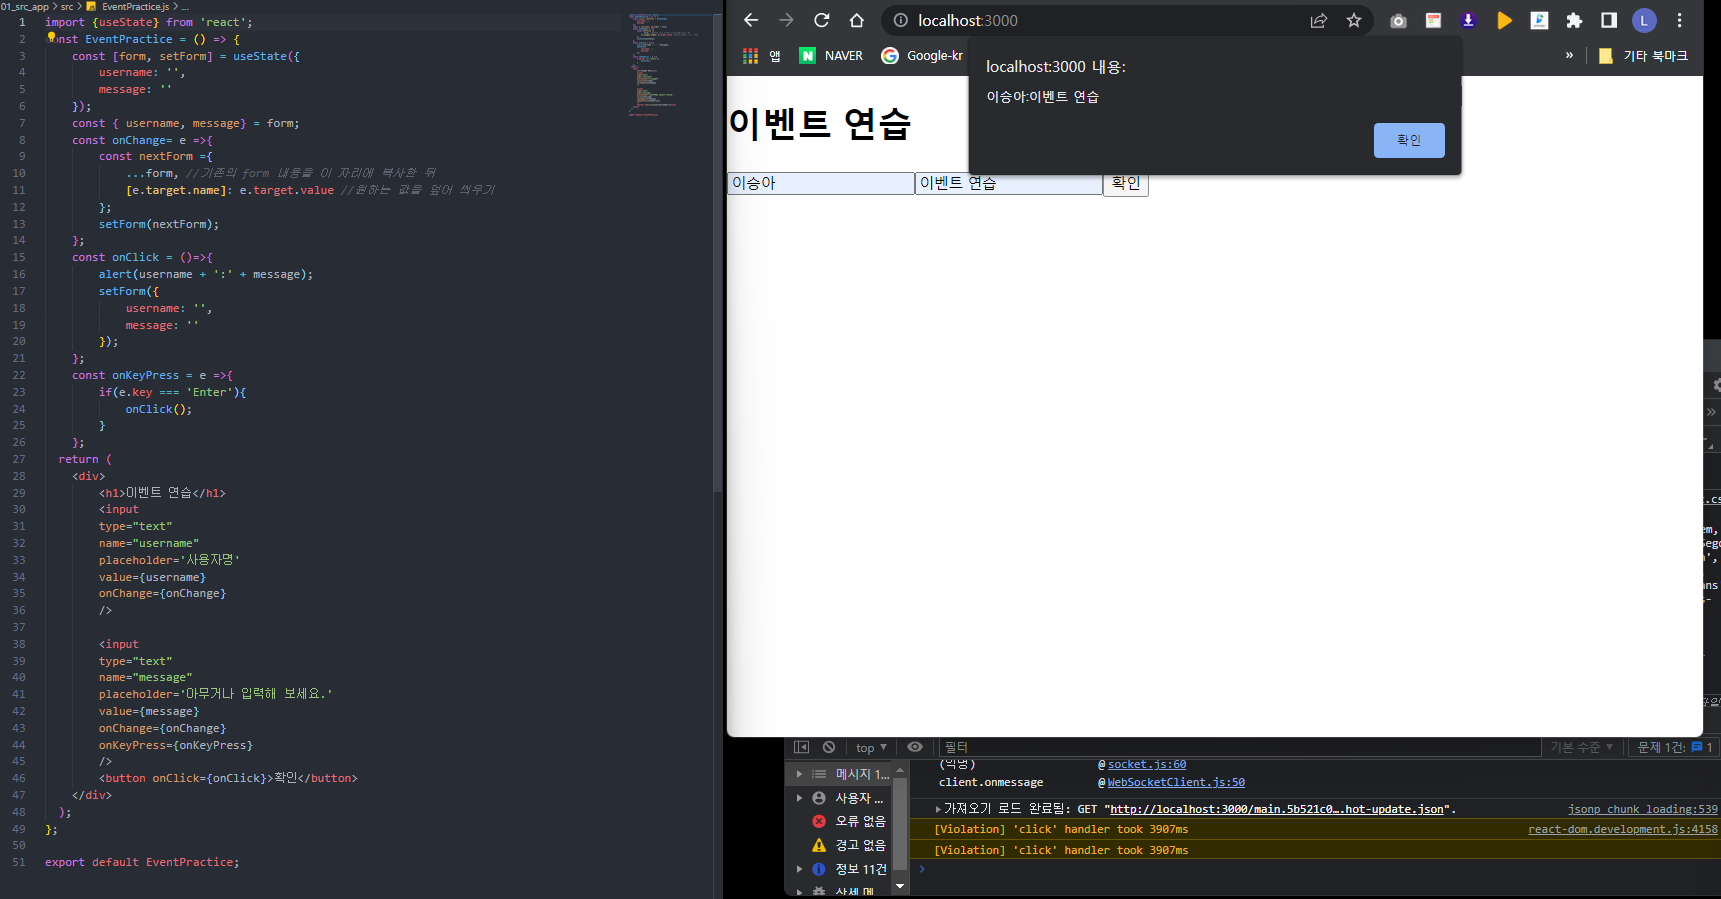 01_src_app > src > JS EventPractice.js > ...
1 import {useState} from 'react';
2 const EventPractice = () => {
3 const [form, setForm] = useState({
4 username: '',
5 message: ''
6 });
7 const { username, message} = form;
8 const onChange= e =>{
9 const nextForm ={
10 ...form, //기존의 form 내용을 이 자리에 복사한 뒤
11 [e.target.name]: e.target.value //원하는 값을 덮어 씌우기
12 };
13 setForm(nextForm);
14 };
15 const onClick = ()=>{
16 alert(username + ':' + message);
17 setForm({
18 username: '',
19 message: ''
20 });
21 };
22 const onKeyPress = e =>{
23 if(e.key === 'Enter'){
24 onClick();
25 }
26 };
27 return (
28 <div>
29 <h1>이벤트 연습</h1>
30 <input
31 type="text"
32 name="username"
33 placeholder='사용자명'
34 value={username}
35 onChange={onChange}
36 />
37
38 <input
39 type="text"
40 name="message"
41 placeholder='아무거나 입력해 보세요.'
42 value={message}
43 onChange={onChange}
44 onKeyPress={onKeyPress}
45 />
46 <button onClick={onClick}>확인</button>
47 </div>
48 );
49 };
50
51 export default EventPractice;
localhost:3000
L
앱 N NAVER G Google-kr » 기타 북마크
localhost:3000 내용:
이승아:이벤트 연습
확인
이벤트 연습
이승아 이벤트 연습 확인
top ▼ 필터 기본 수준 ▼ 문제 1건: 1
메시지 1...
사용자 ...
오류 없음
경고 없음
정보 11건
상세 메
(익명) @ socket.js:60
client.onmessage @ WebSocketClient.js:50
가져오기 로드 완료됨: GET "http://localhost:3000/main.5b521c0….hot-update.json". jsonp chunk loading:539
[Violation] 'click' handler took 3907ms react-dom.development.js:4158
[Violation] 'click' handler took 3907ms